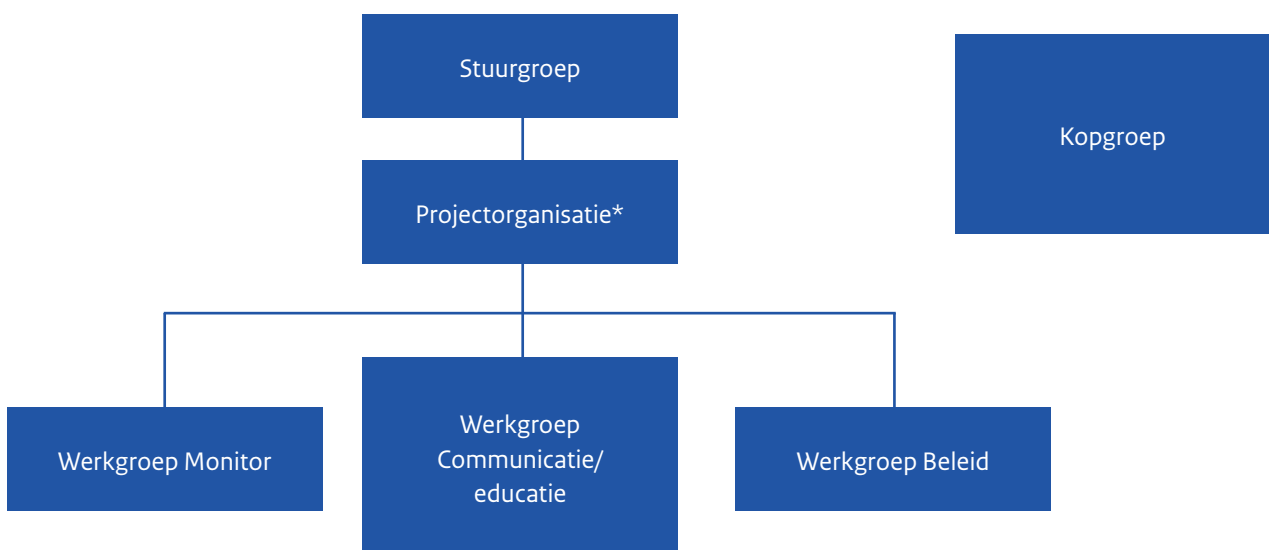 Stuurgroep
Kopgroep
Projectorganisatie*
Werkgroep Monitor
Werkgroep
Communicatie/
educatie
Werkgroep Beleid